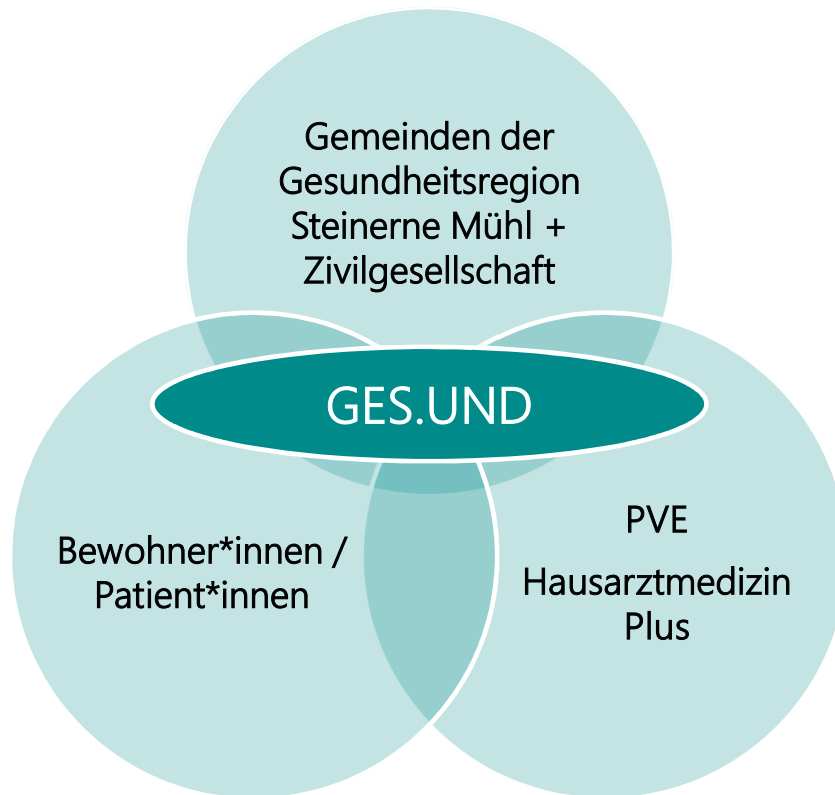 Gemeinden der
Gesundheitsregion
Steinerne Mühl +
Zivilgesellschaft
GES.UND
Bewohner*innen /
Patient*innen
PVE
Hausarztmedizin
Plus